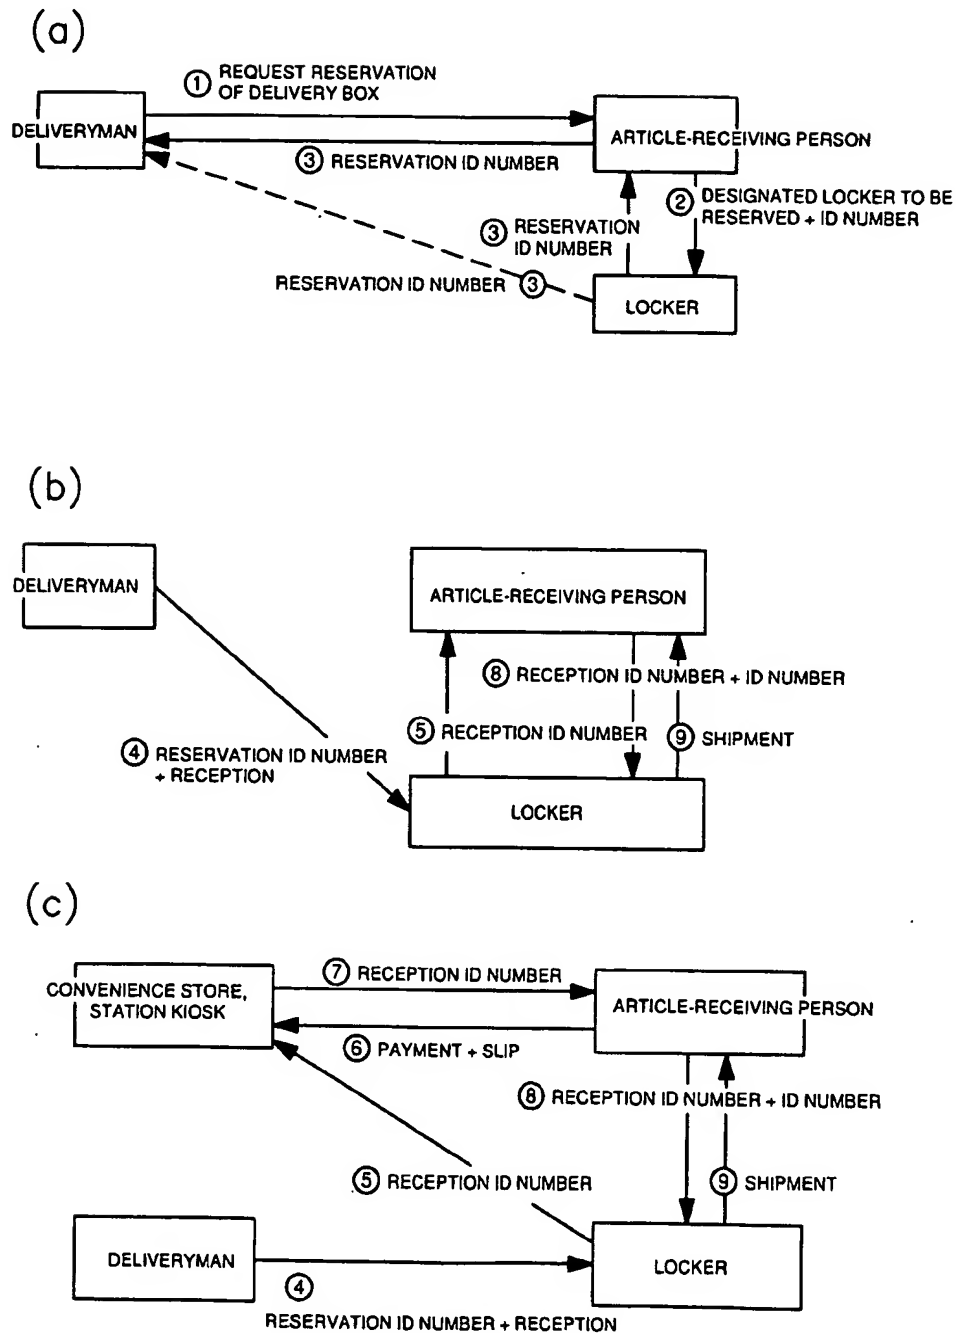 (a)
① REQUEST RESERVATION
OF DELIVERY BOX
DELIVERYMAN
ARTICLE-RECEIVING PERSON
③ RESERVATION ID NUMBER
② DESIGNATED LOCKER TO BE
RESERVED + ID NUMBER
③ RESERVATION
ID NUMBER
RESERVATION ID NUMBER ③
LOCKER
(b)
DELIVERYMAN
ARTICLE-RECEIVING PERSON
⑧ RECEPTION ID NUMBER + ID NUMBER
⑤ RECEPTION ID NUMBER
⑨ SHIPMENT
④ RESERVATION ID NUMBER
+ RECEPTION
LOCKER
(c)
⑦ RECEPTION ID NUMBER
CONVENIENCE STORE,
STATION KIOSK
ARTICLE-RECEIVING PERSON
⑥ PAYMENT + SLIP
⑧ RECEPTION ID NUMBER + ID NUMBER
⑤ RECEPTION ID NUMBER
⑨ SHIPMENT
DELIVERYMAN
LOCKER
④
RESERVATION ID NUMBER + RECEPTION